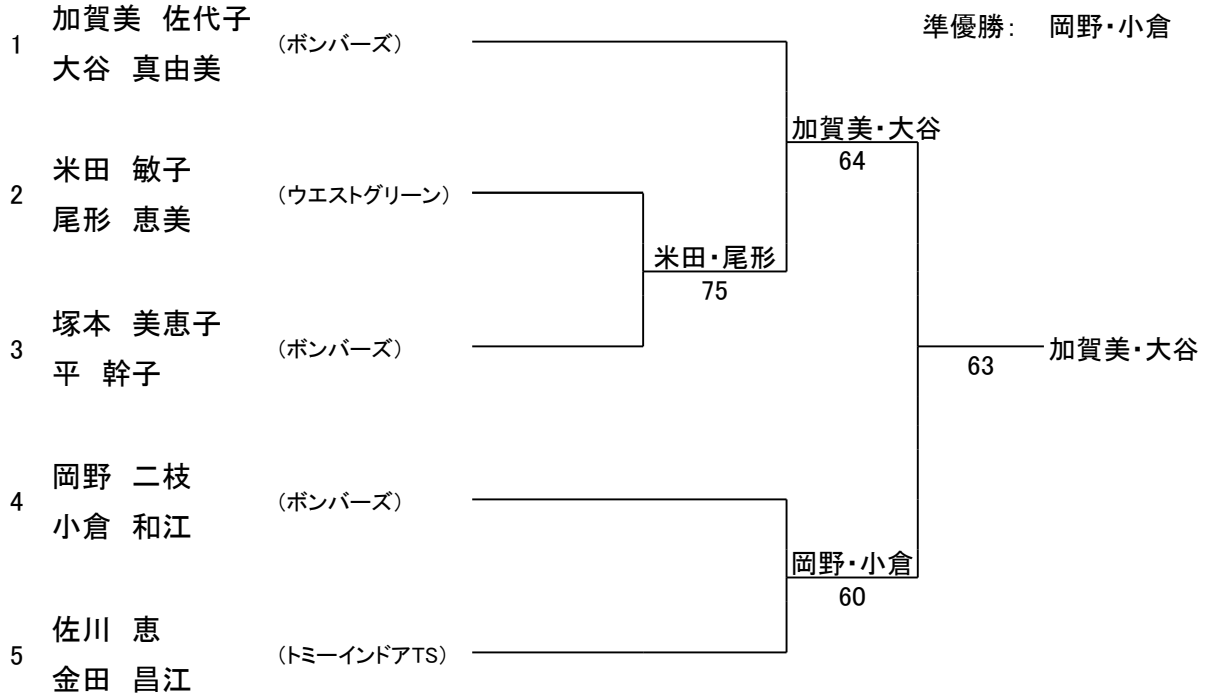 加賀美　佐代子
1
(ボンバーズ)
大谷　真由美
準優勝：　岡野・小倉
加賀美・大谷
64
米田　敏子
2
(ウエストグリーン)
尾形　恵美
米田・尾形
75
塚本　美恵子
3
(ボンバーズ)
平　幹子
63
加賀美・大谷
岡野　二枝
4
(ボンバーズ)
小倉　和江
岡野・小倉
60
佐川　恵
5
(トミーインドアTS)
金田　昌江